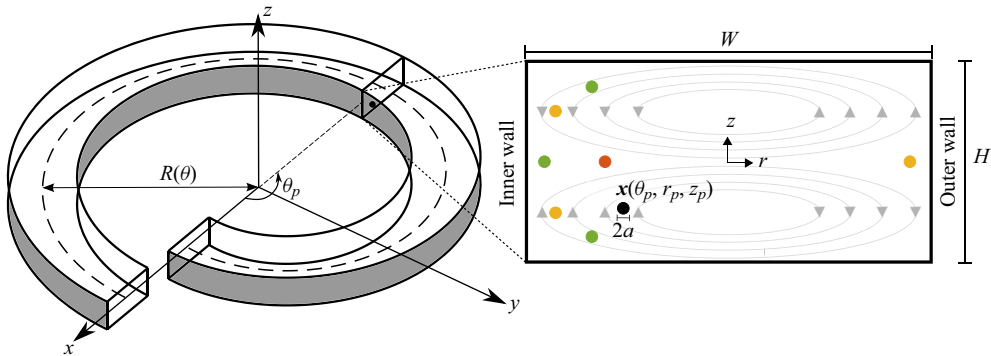 z
W
R(θ)
θp
x
y
Inner wall
z
r
x(θp, rp, zp)
2a
Outer wall
H